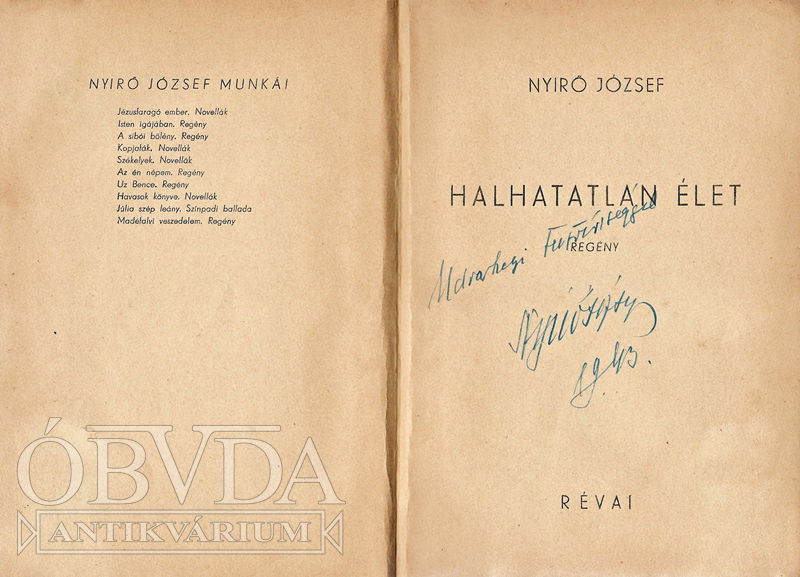 NYIRŐ JÓZSEF MUNKÁI
Jézusfaragó ember. Novellák
Isten igájában. Regény
A sibói bölény. Regény
Kopjafák. Novellák
Székelyek. Novellák
Az én népem. Regény
Uz Bence. Regény
Havasok könyve. Novellák
Júlia szép leány. Színpadi ballada
Madéfalvi veszedelem. Regény
ÓBVDA
ANTIKVÁRIUM
NYIRŐ JÓZSEF
HALHATATLAN ÉLET
REGÉNY
Nyirő József
1943.
RÉVAI